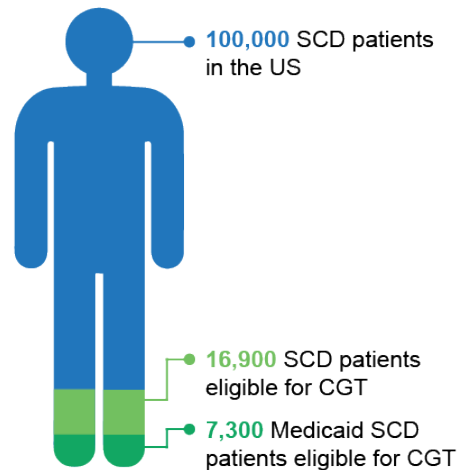 100,000 SCD patients
in the US
16,900 SCD patients
eligible for CGT
7,300 Medicaid SCD
patients eligible for CGT